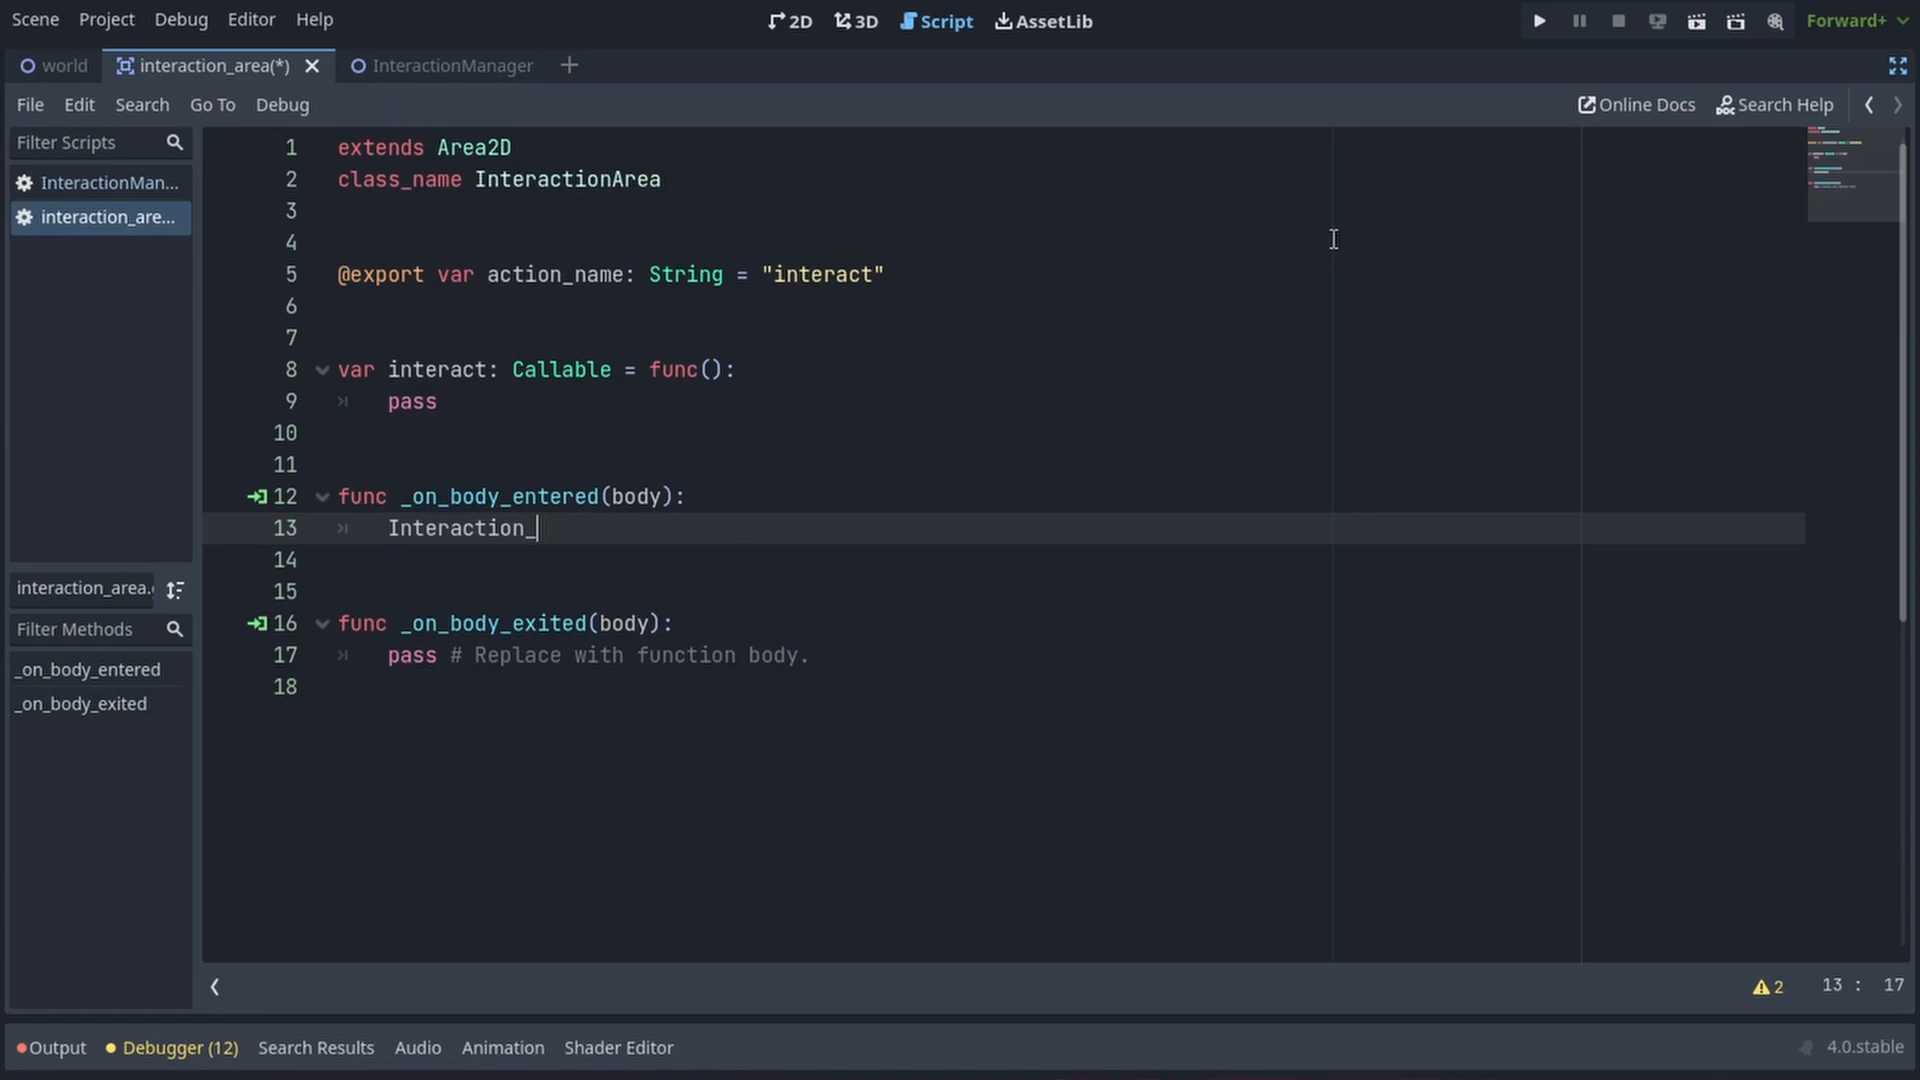 Scene Project Debug Editor Help
2D 3D Script AssetLib
Forward+
world interaction_area(*) InteractionManager
File Edit Search Go To Debug
Online Docs Search Help
Filter Scripts
InteractionMan...
interaction_are...
interaction_area.
Filter Methods
_on_body_entered
_on_body_exited
1 extends Area2D
2 class_name InteractionArea
3
4
5 @export var action_name: String = "interact"
6
7
8 var interact: Callable = func():
9 pass
10
11
12 func _on_body_entered(body):
13 Interaction_
14
15
16 func _on_body_exited(body):
17 pass # Replace with function body.
18
2 13 : 17
Output Debugger (12) Search Results Audio Animation Shader Editor
4.0.stable